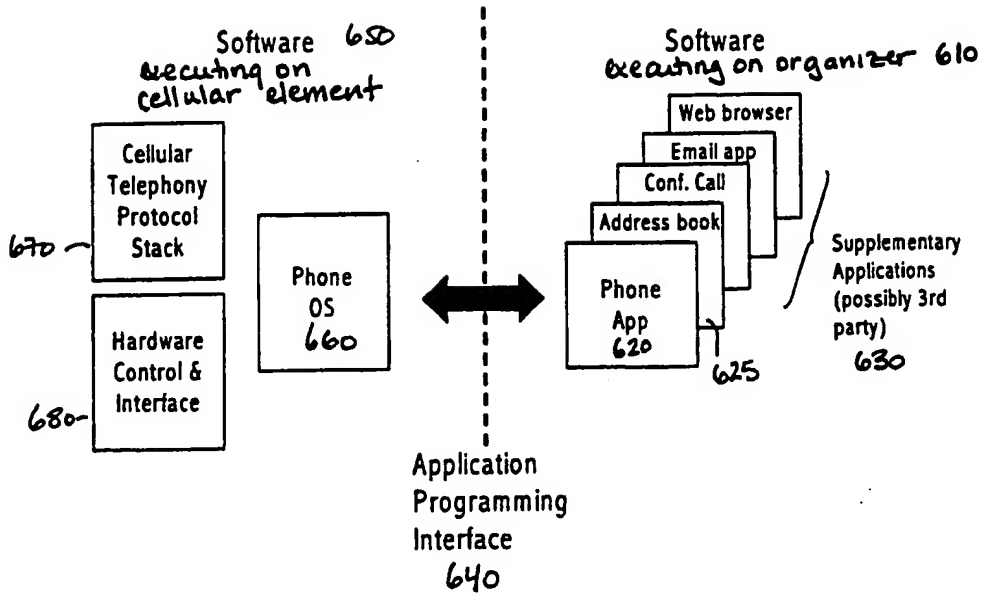 Software 650
executing on
cellular element
Cellular
Telephony
Protocol
Stack
670
Phone
OS
660
Hardware
Control &
Interface
680
Software
executing on organizer 610
Web browser
Email app
Conf. Call
Address book
Phone
App
620
625
Supplementary
Applications
(possibly 3rd
party)
630
Application
Programming
Interface
640